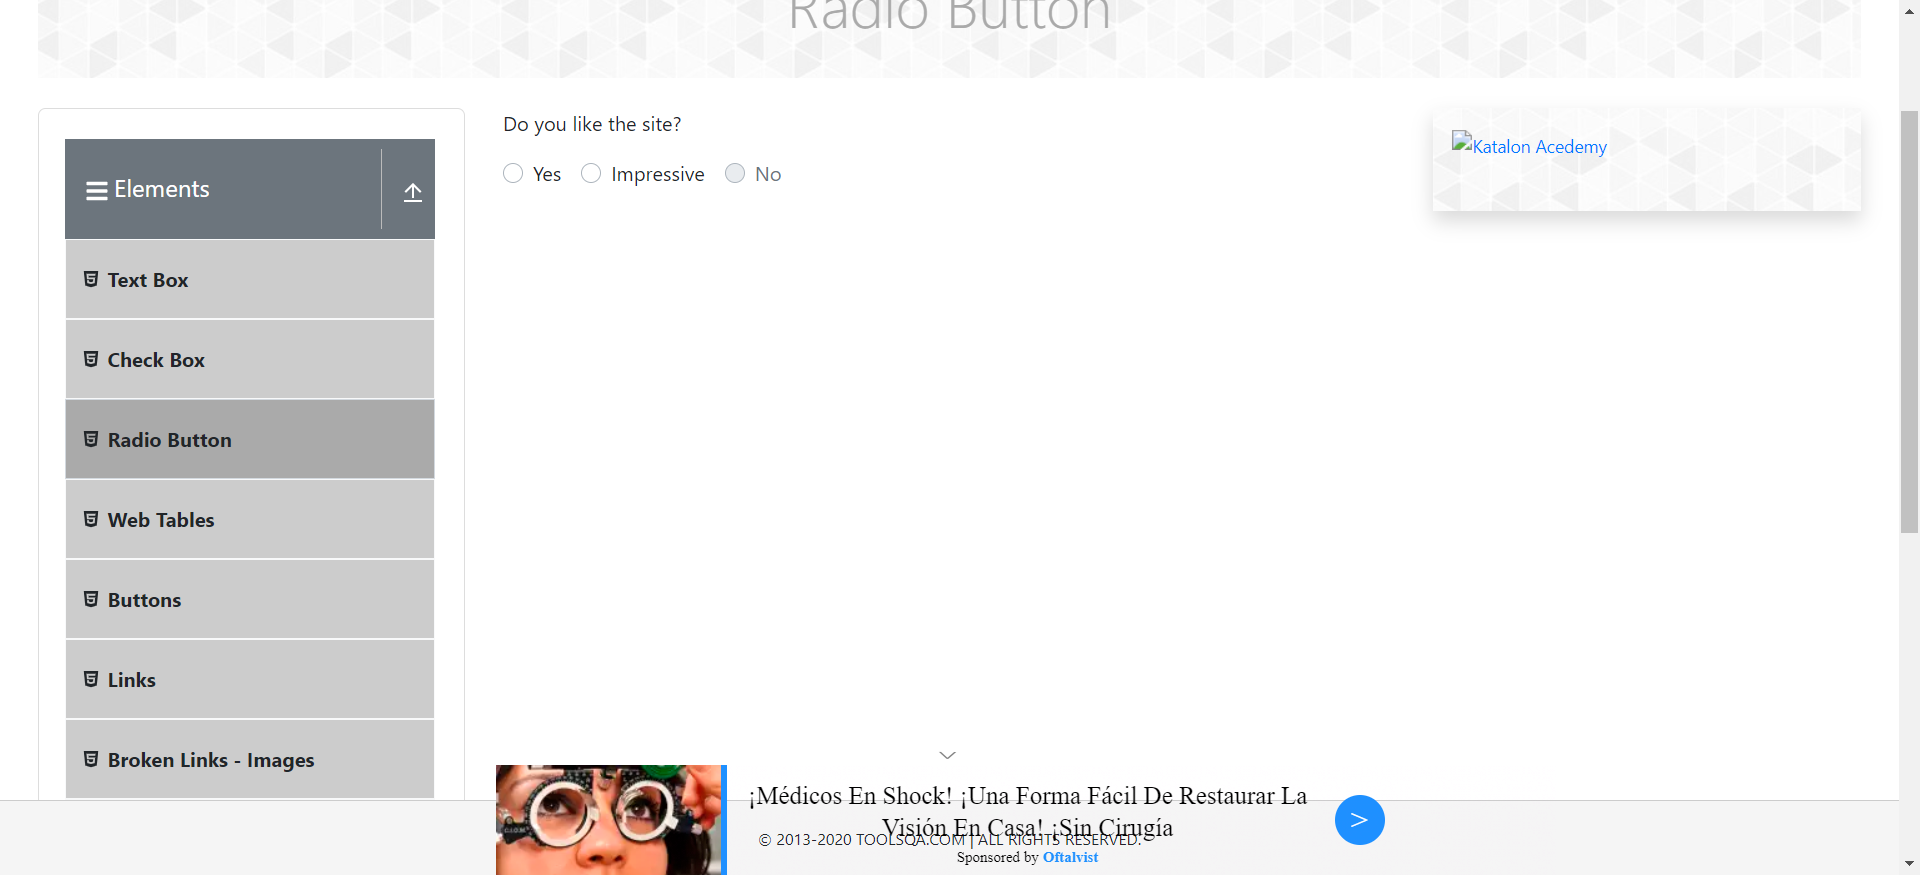 Radio Button
Do you like the site?
Yes
Impressive
No
Katalon Acedemy
Elements
Text Box
Check Box
Radio Button
Web Tables
Buttons
Links
Broken Links - Images
¡Médicos En Shock! ¡Una Forma Fácil De Restaurar La
Visión En Casa! ¡Sin Cirugía
© 2013-2020 TOOLSQA.COM | ALL RIGHTS RESERVED.
Sponsored by Oftalvist